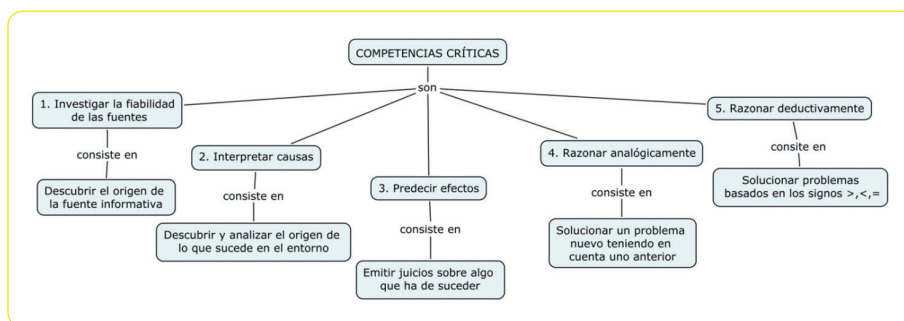 COMPETENCIAS CRÍTICAS
son
1. Investigar la fiabilidad
de las fuentes
consiste en
Descubrir el origen de
la fuente informativa
2. Interpretar causas
consiste en
Descubrir y analizar el origen de
lo que sucede en el entorno
3. Predecir efectos
consiste en
Emitir juicios sobre algo
que ha de suceder
4. Razonar analógicamente
consiste en
Solucionar un problema
nuevo teniendo en
cuenta uno anterior
5. Razonar deductivamente
consite en
Solucionar problemas
basados en los signos >,<,=